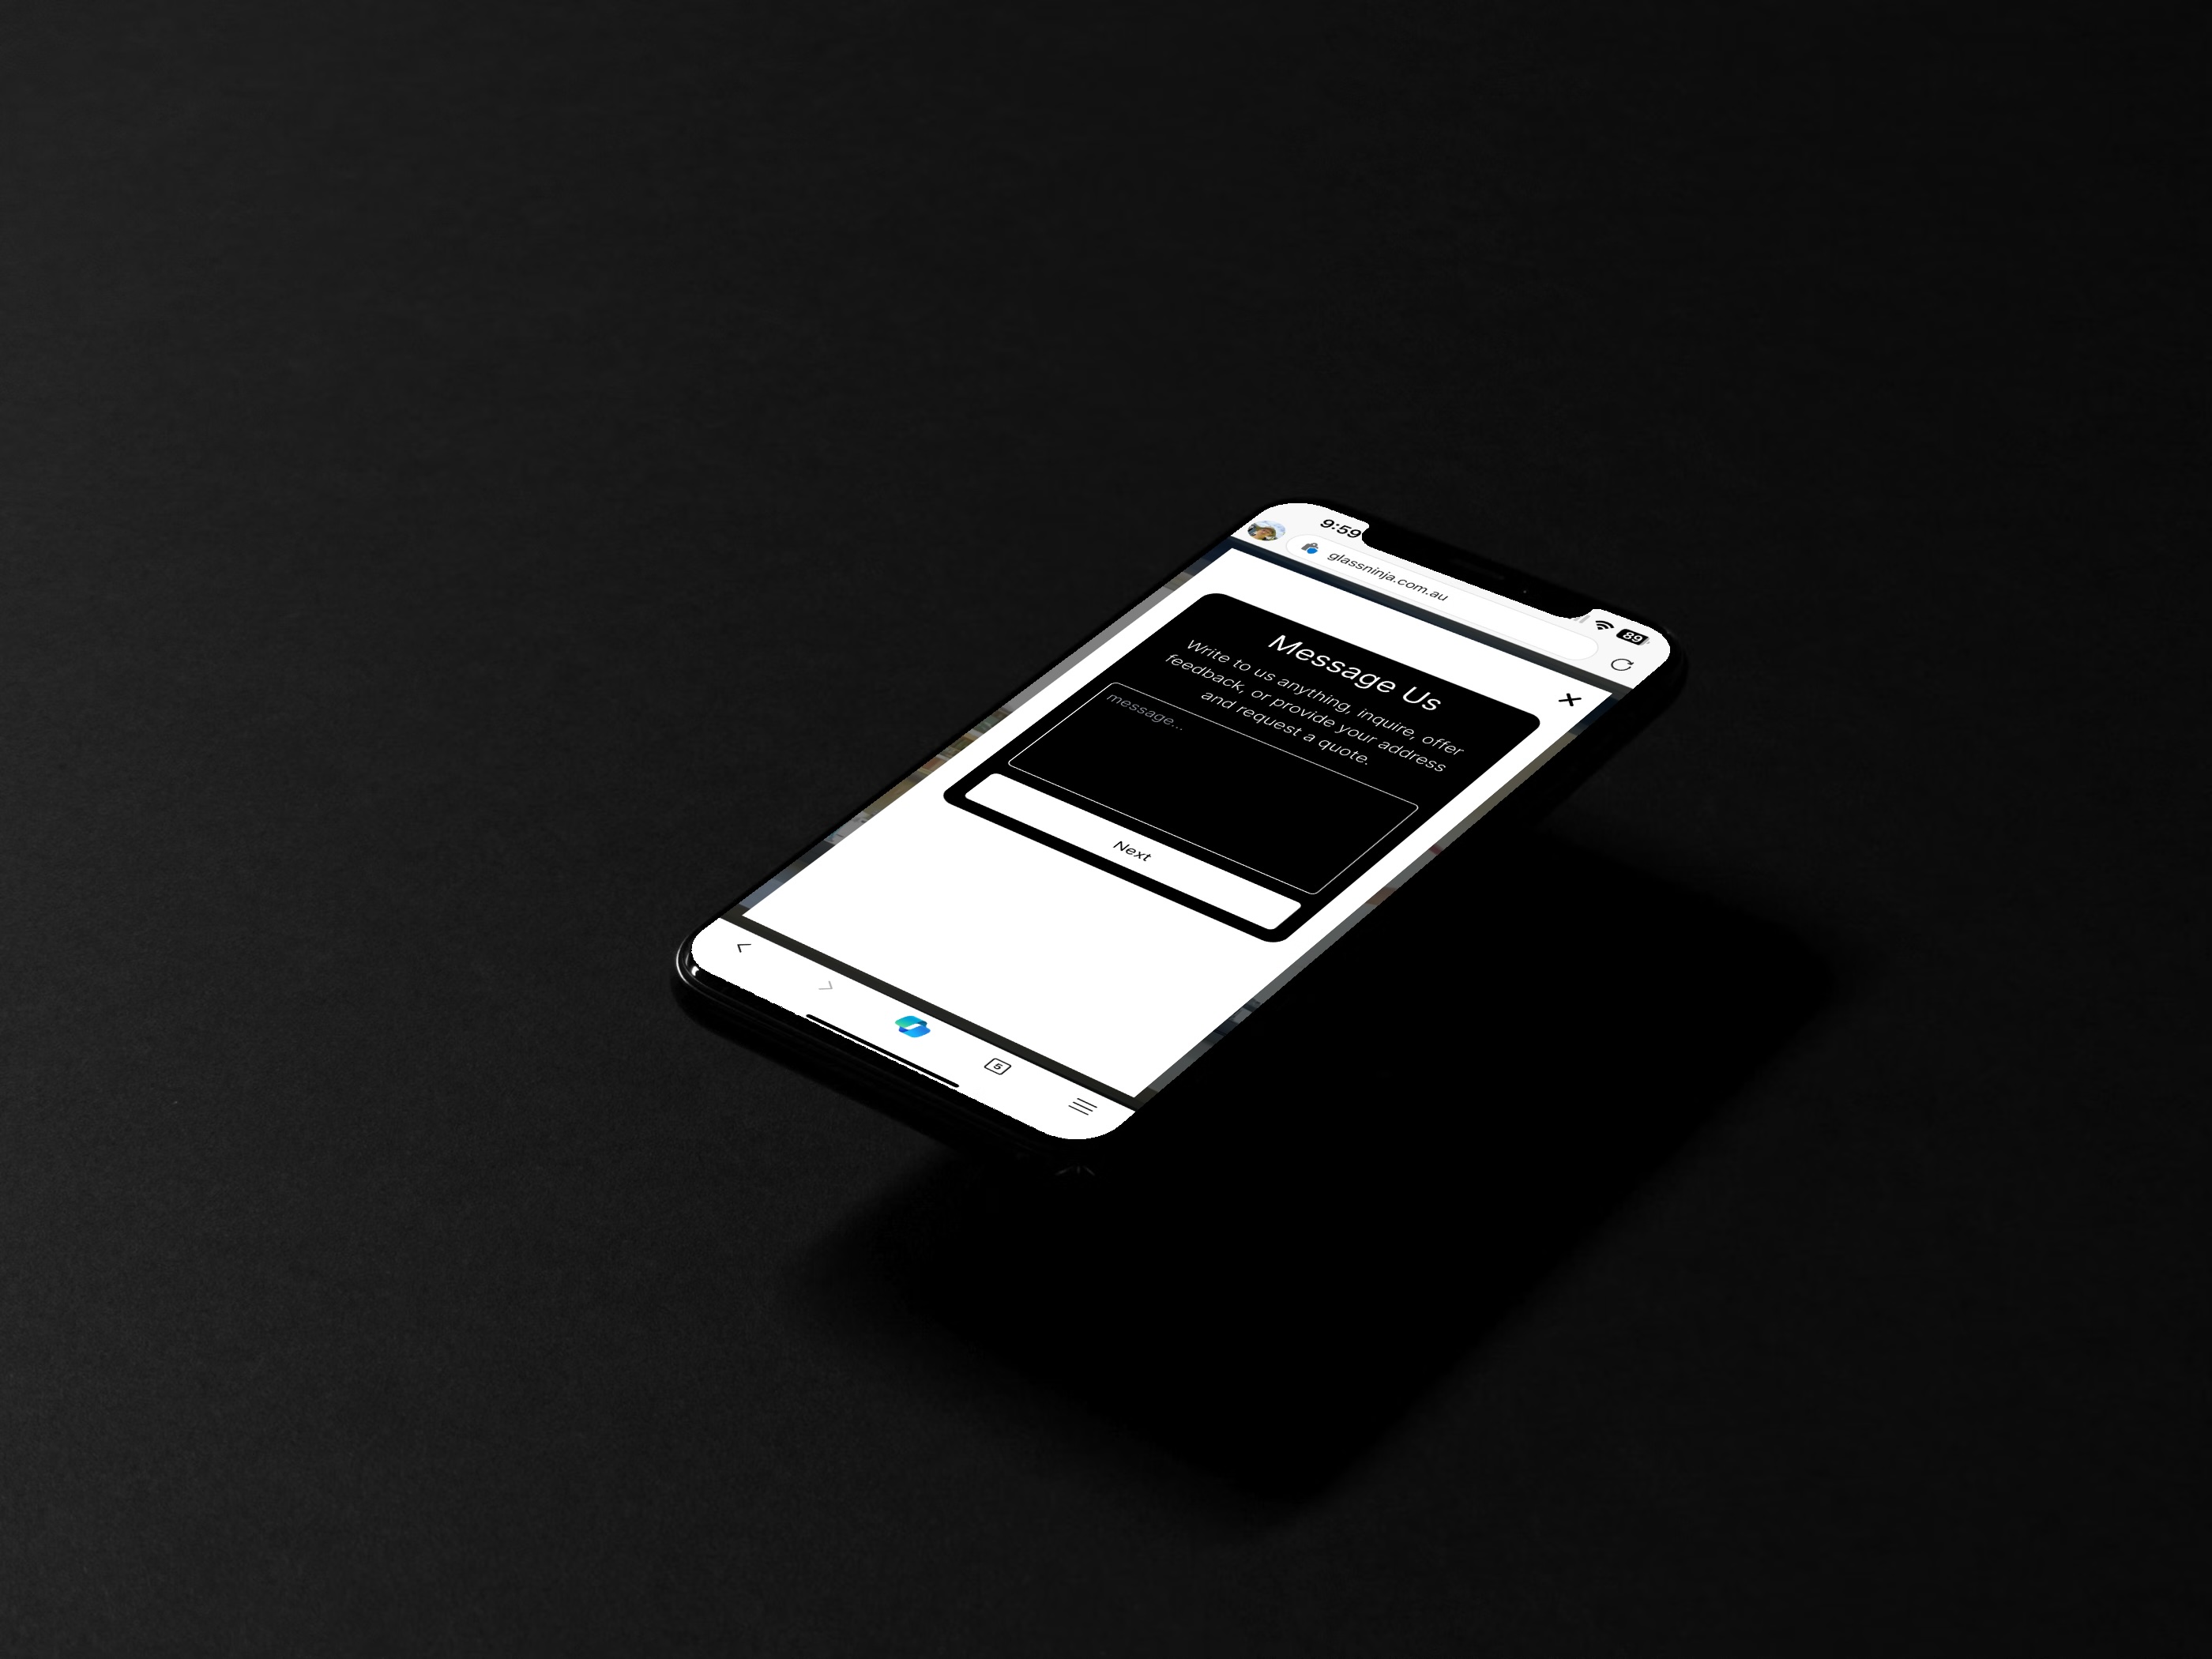 9:59
89
glassninja.com.au
Message Us
Write to us anything, inquire, offer
feedback, or provide your address
and request a quote.
message...
Next
5